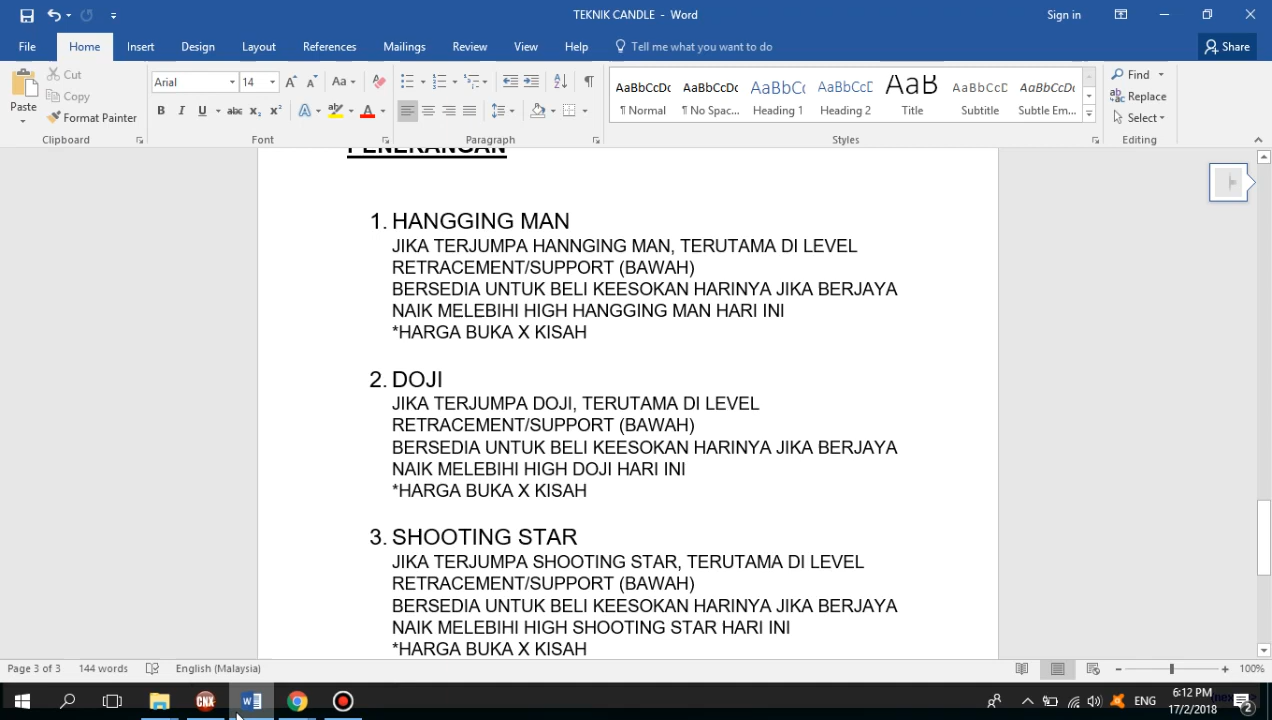 TEKNIK CANDLE - Word
Sign in
File Home Insert Design Layout References Mailings Review View Help Tell me what you want to do Share
Paste
Cut
Copy
Format Painter
Clipboard
Arial 14
Font
Paragraph
AaBbCcDc AaBbCcDc AaBbCc AaBbCcD AaB AaBbCcD AaBbCcDc
¶ Normal ¶ No Spac... Heading 1 Heading 2 Title Subtitle Subtle Em...
Styles
Find
Replace
Select
Editing
PENERANGAN
1. HANGGING MAN
JIKA TERJUMPA HANNGING MAN, TERUTAMA DI LEVEL
RETRACEMENT/SUPPORT (BAWAH)
BERSEDIA UNTUK BELI KEESOKAN HARINYA JIKA BERJAYA
NAIK MELEBIHI HIGH HANGGING MAN HARI INI
*HARGA BUKA X KISAH
2. DOJI
JIKA TERJUMPA DOJI, TERUTAMA DI LEVEL
RETRACEMENT/SUPPORT (BAWAH)
BERSEDIA UNTUK BELI KEESOKAN HARINYA JIKA BERJAYA
NAIK MELEBIHI HIGH DOJI HARI INI
*HARGA BUKA X KISAH
3. SHOOTING STAR
JIKA TERJUMPA SHOOTING STAR, TERUTAMA DI LEVEL
RETRACEMENT/SUPPORT (BAWAH)
BERSEDIA UNTUK BELI KEESOKAN HARINYA JIKA BERJAYA
NAIK MELEBIHI HIGH SHOOTING STAR HARI INI
*HARGA BUKA X KISAH
Page 3 of 3 144 words English (Malaysia) 100%
CNX
ENG
6:12 PM
17/2/2018
2